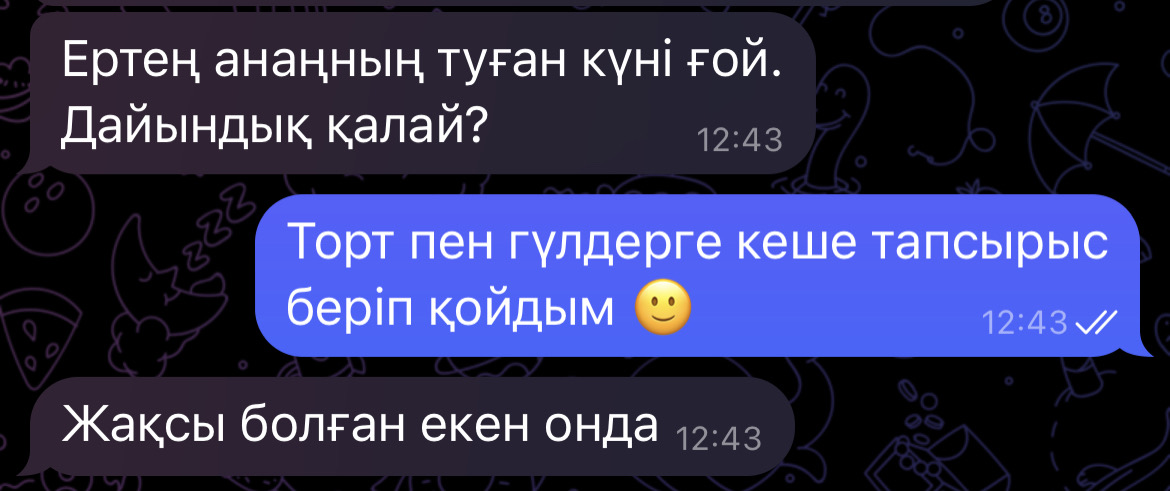 Ертең анаңның туған күні ғой.
Дайындық қалай?
12:43
Торт пен гүлдерге кеше тапсырыс
беріп қойдым 🙂
12:43
Жақсы болған екен онда
12:43